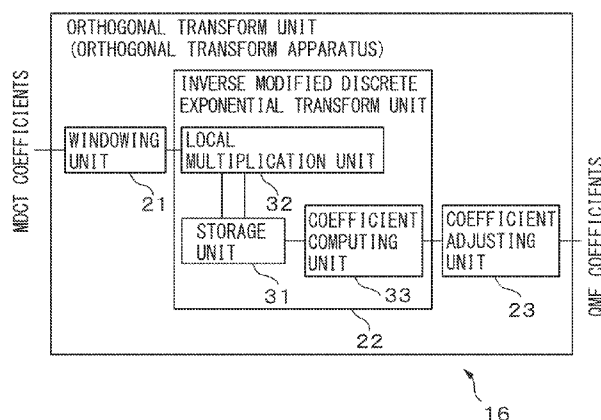 ORTHOGONAL TRANSFORM UNIT
(ORTHOGONAL TRANSFORM APPARATUS)
INVERSE MODIFIED DISCRETE
EXPONENTIAL TRANSFORM UNIT
MDCT COEFFICIENTS
WINDOWING
UNIT
21
LOCAL
MULTIPLICATION UNIT
32
STORAGE
UNIT
31
COEFFICIENT
COMPUTING
UNIT
33
22
COEFFICIENT
ADJUSTING
UNIT
23
QMF COEFFICIENTS
16